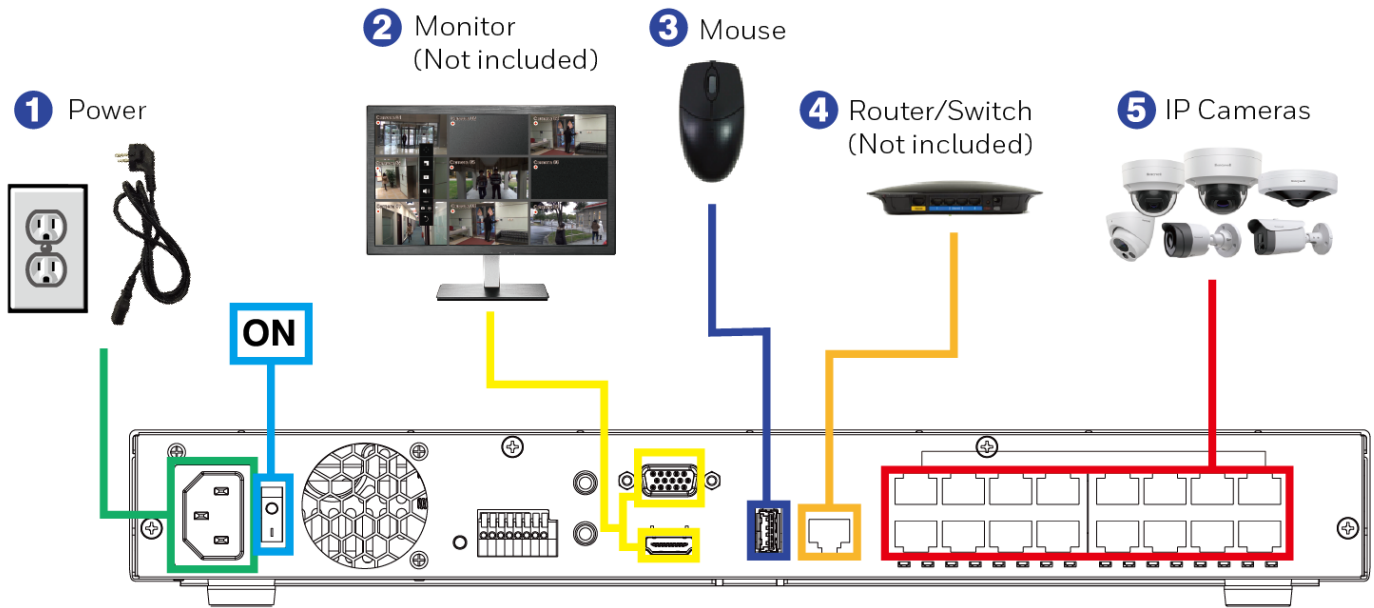 1 Power
2 Monitor
(Not included)
3 Mouse
4 Router/Switch
(Not included)
5 IP Cameras
ON